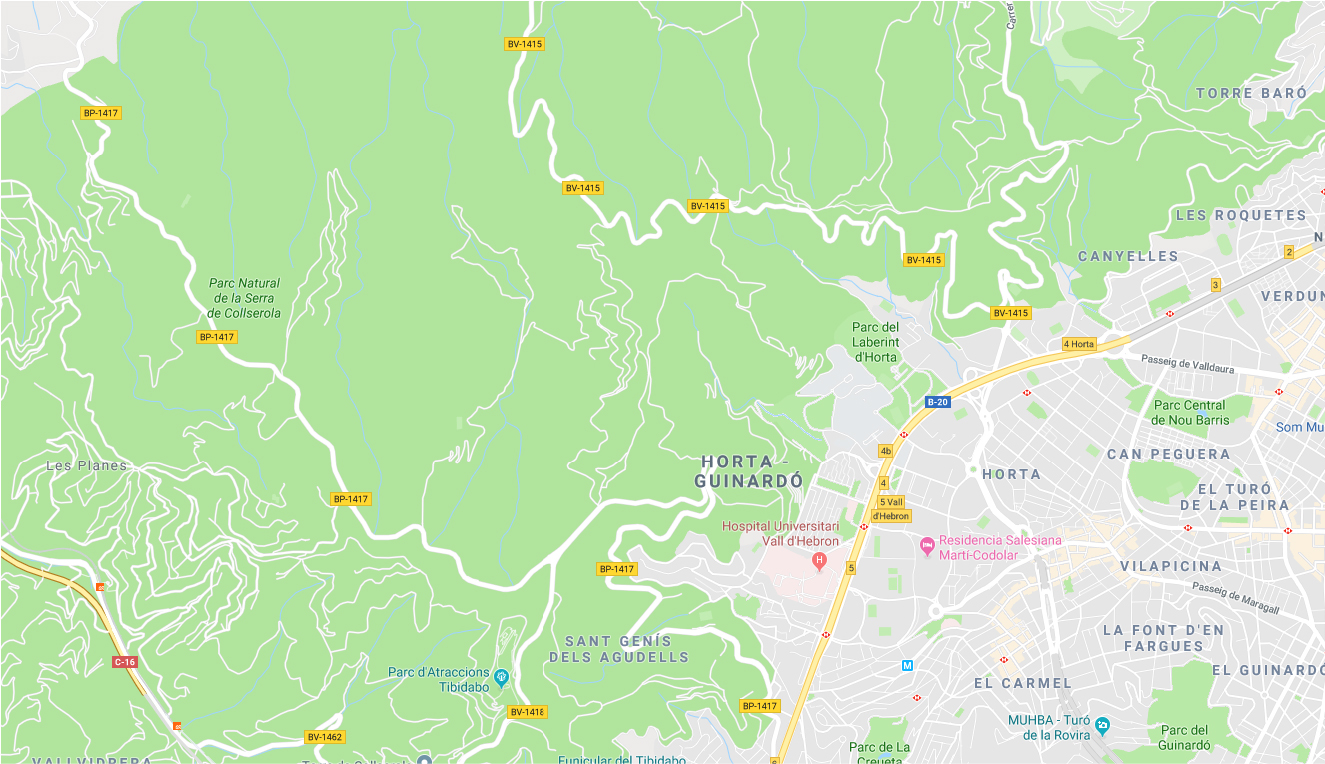 BV-1415
Carrer
TORRE BARÓ
BP-1417
BV-1415
BV-1415
LES ROQUETES
N
2
CANYELLES
BV-1415
3
VERDUN
Parc Natural
de la Serra
de Collserola
BV-1415
BP-1417
Parc del
Laberint
d'Horta
4 Horta
Passeig de Valldaura
B-20
Parc Central
de Nou Barris
Som Mu
4b
CAN PEGUERA
Les Planes
HORTA -
GUINARDÓ
HORTA
4
EL TURÓ
DE LA PEIRA
BP-1417
5 Vall
d'Hebron
Hospital Universitari
Vall d'Hebron
H
Residencia Salesiana
Martí-Codolar
BP-1417
5
VILAPICINA
Passeig de Maragall
SANT GENÍS
DELS AGUDELLS
LA FONT D'EN
FARGUES
C-16
M
EL GUINARDÓ
Parc d'Atraccions
Tibidabo
EL CARMEL
BV-1418
BP-1417
MUHBA - Turó
de la Rovira
Parc del
Guinardó
BV-1462
Parc de La
Creueta
VALLVIDRERA
Funicular del Tibidabo
6